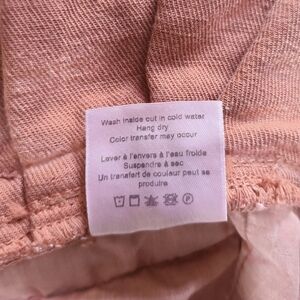 Wash inside out in cold water
Hang dry
Color transfer may occur
Laver à l'envers à l'eau froide
Suspendre à sec
Un transfert de couleur peut se
produire